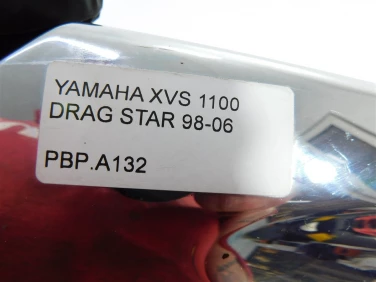 YAMAHA XVS 1100
DRAG STAR 98-06
PBP.A132